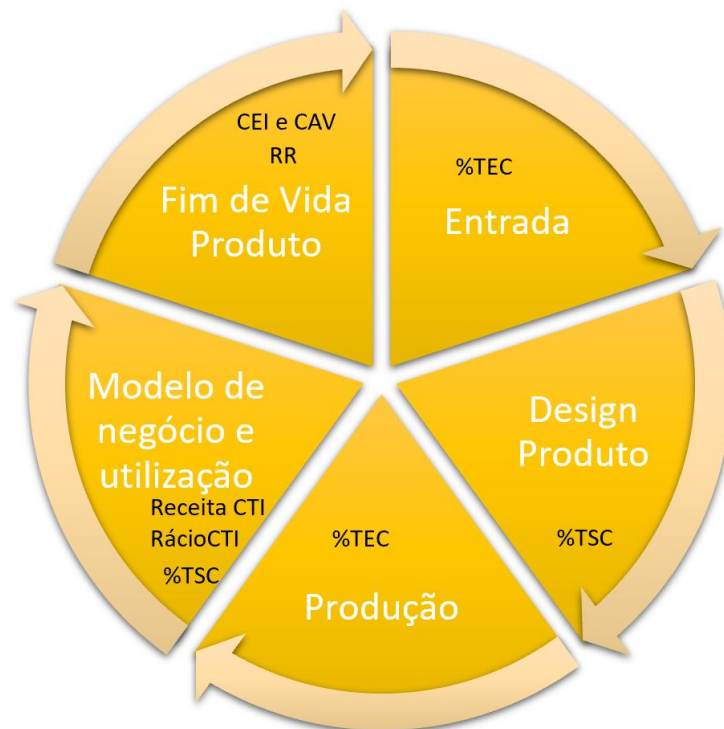 CEI e CAV
RR
Fim de Vida
Produto
%TEC
Entrada
Design
Produto
%TSC
%TEC
Produção
Modelo de
negócio e
utilização
Receita CTI
RácioCTI
%TSC